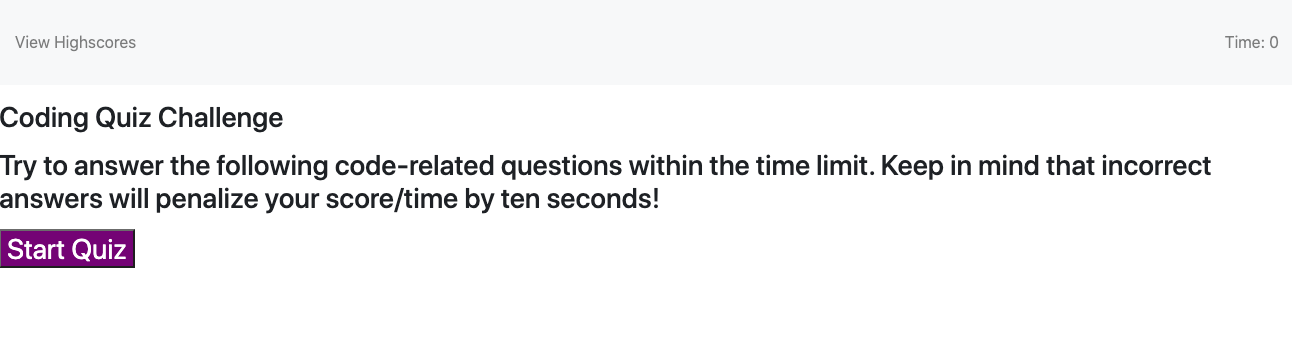 View Highscores
Time: 0
Coding Quiz Challenge
Try to answer the following code-related questions within the time limit. Keep in mind that incorrect
answers will penalize your score/time by ten seconds!
Start Quiz